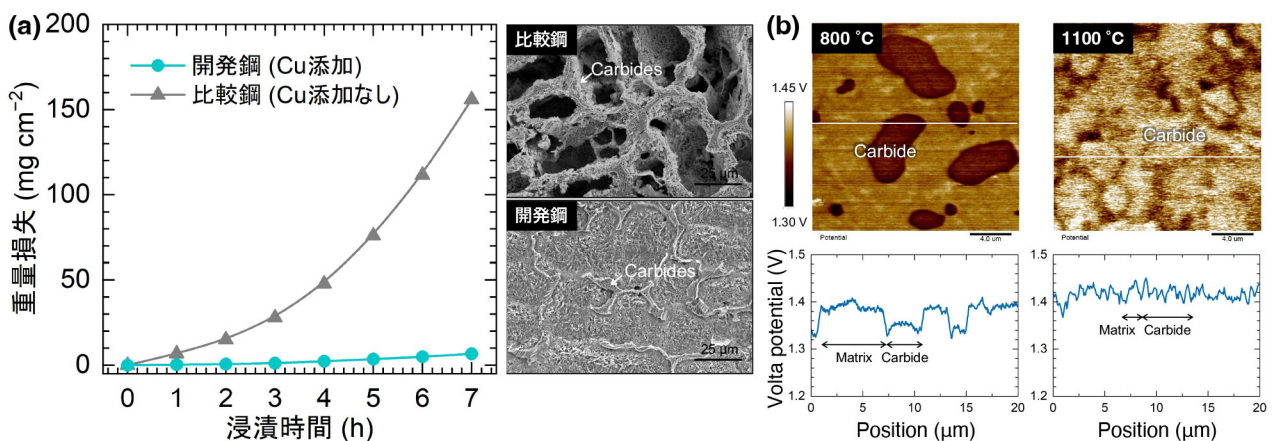 (a)
200
150
100
50
0
重量損失 (mg cm⁻²)
開発鋼 (Cu添加)
比較鋼 (Cu添加なし)
0 1 2 3 4 5 6 7
浸漬時間 (h)
比較鋼
Carbides
25 µm
開発鋼
Carbides
25 µm
(b)
800 °C
1.45 V
1.30 V
Carbide
Potential
4.0 um
1100 °C
Carbide
Potential
4.0 um
Volta potential (V)
1.5
1.4
1.3
1.2
Matrix Carbide
0 5 10 15 20
Position (µm)
1.5
1.4
1.3
1.2
Matrix Carbide
0 5 10 15 20
Position (µm)